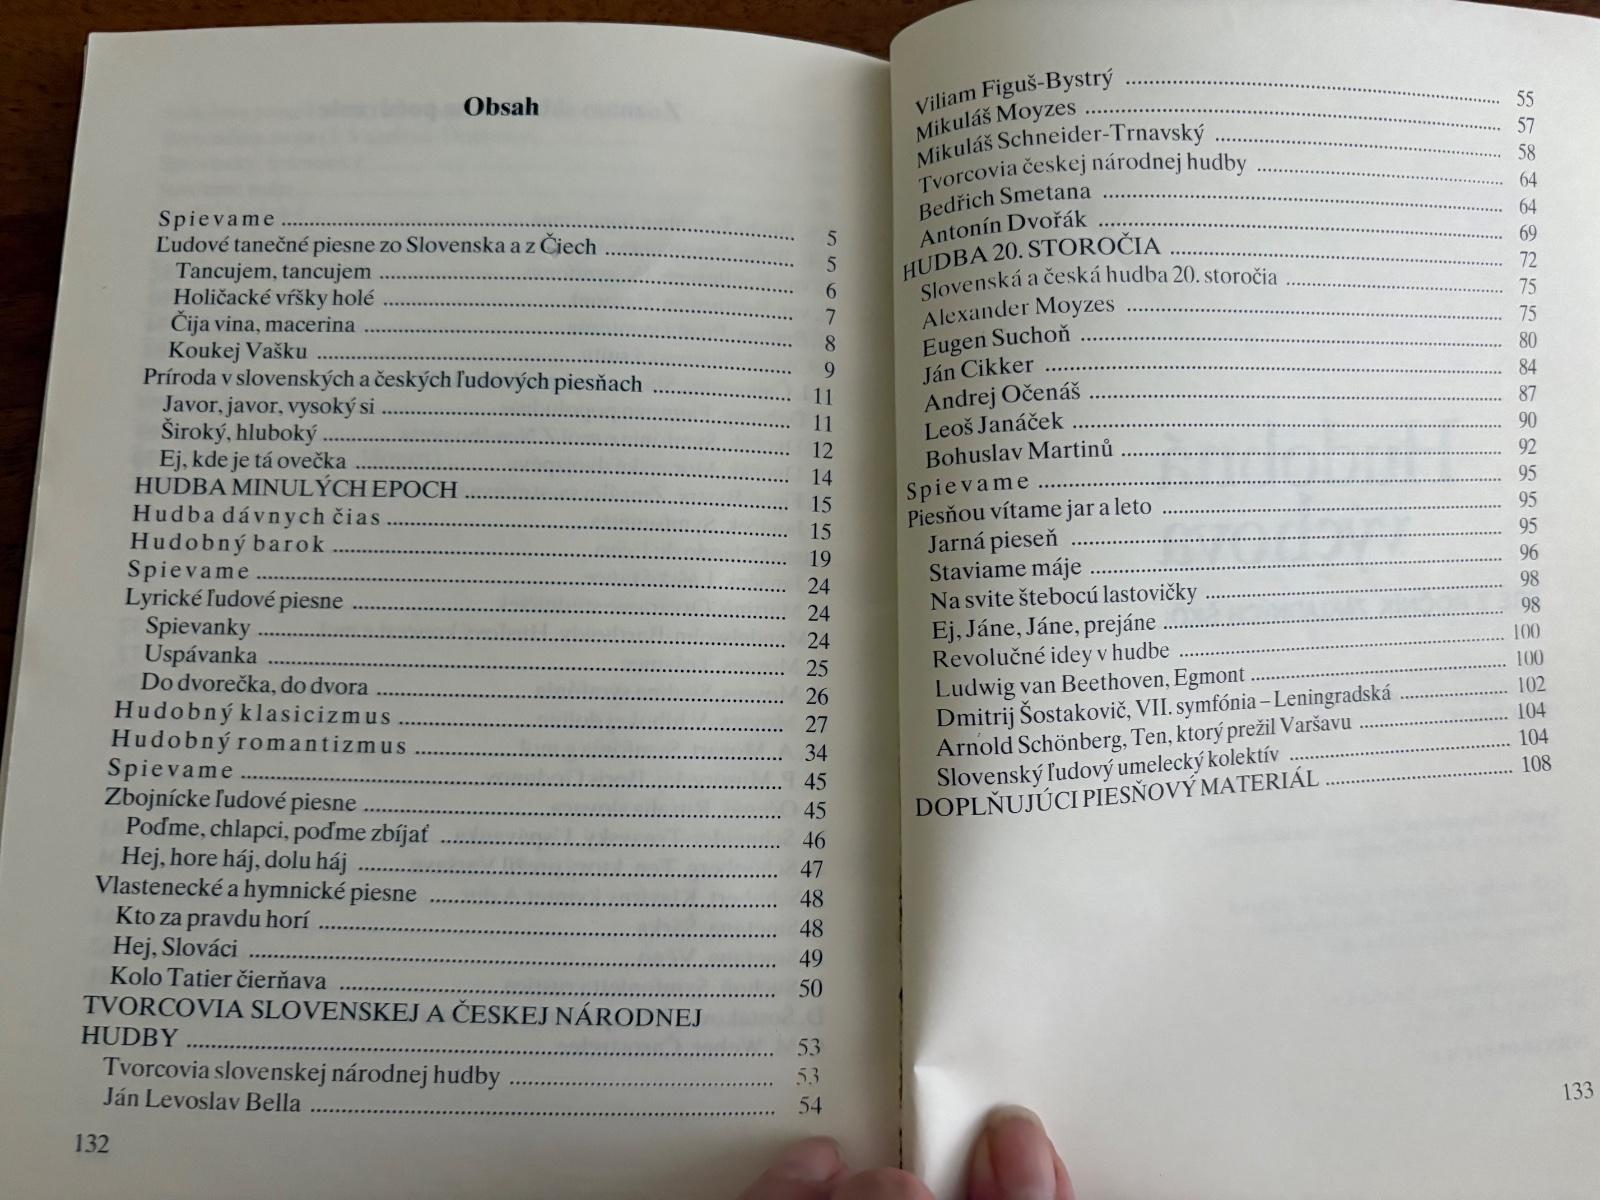 Obsah
Spievame ........ 5
Ľudové tanečné piesne zo Slovenska a z Čiech ........ 5
Tancujem, tancujem ........ 6
Holičacké vŕšky holé ........ 7
Čija vina, macerina ........ 8
Koukej Vašku ........ 9
Príroda v slovenských a českých ľudových piesňach ........ 11
Javor, javor, vysoký si ........ 11
Široký, hluboký ........ 12
Ej, kde je tá ovečka ........ 14
HUDBA MINULÝCH EPOCH ........ 15
Hudba dávnych čias ........ 15
Hudobný barok ........ 19
Spievame ........ 24
Lyrické ľudové piesne ........ 24
Spievanky ........ 24
Uspávanka ........ 25
Do dvorečka, do dvora ........ 26
Hudobný klasicizmus ........ 27
Hudobný romantizmus ........ 34
Spievame ........ 45
Zbojnícke ľudové piesne ........ 45
Poďme, chlapci, poďme zbíjať ........ 46
Hej, hore háj, dolu háj ........ 47
Vlastenecké a hymnické piesne ........ 48
Kto za pravdu horí ........ 48
Hej, Slováci ........ 49
Kolo Tatier čierňava ........ 50
TVORCOVIA SLOVENSKEJ A ČESKEJ NÁRODNEJ
HUDBY ........ 53
Tvorcovia slovenskej národnej hudby ........ 53
Ján Levoslav Bella ........ 54
132
Viliam Figuš-Bystrý ........ 55
Mikuláš Moyzes ........ 57
Mikuláš Schneider-Trnavský ........ 58
Tvorcovia českej národnej hudby ........ 64
Bedřich Smetana ........ 64
Antonín Dvořák ........ 69
HUDBA 20. STOROČIA ........ 72
Slovenská a česká hudba 20. storočia ........ 75
Alexander Moyzes ........ 75
Eugen Suchoň ........ 80
Ján Cikker ........ 84
Andrej Očenáš ........ 87
Leoš Janáček ........ 90
Bohuslav Martinů ........ 92
Spievame ........ 95
Piesňou vítame jar a leto ........ 95
Jarná pieseň ........ 95
Staviame máje ........ 96
Na svite štebocú lastovičky ........ 98
Ej, Jáne, Jáne, prejáne ........ 98
Revolučné idey v hudbe ........ 100
Ludwig van Beethoven, Egmont ........ 100
Dmitrij Šostakovič, VII. symfónia – Leningradská ........ 102
Arnold Schönberg, Ten, ktorý prežil Varšavu ........ 104
Slovenský ľudový umelecký kolektív ........ 104
DOPLŇUJÚCI PIESŇOVÝ MATERIÁL ........ 108
133